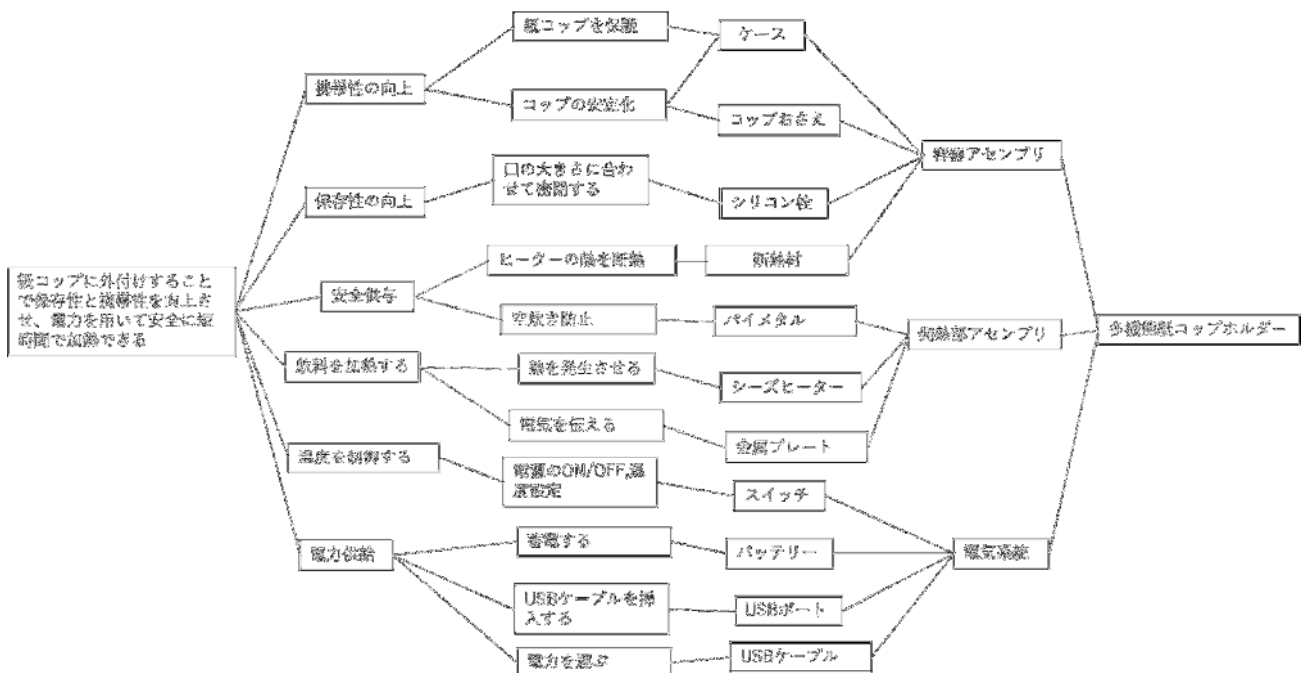 紙コップを保護
ケース
携帯性の向上
コップの安定化
コップおさえ
容器アセンブリ
口の大きさに合わ
せて密閉する
保存性の向上
シリコン栓
ヒーターの熱を断熱
断熱材
紙コップに外付けすること
で保存性と携帯性を向上さ
せ、電力を用いて安全に短
時間で加熱できる
安全依存
空炊き防止
バイメタル
伝熱部アセンブリ
多機能紙コップホルダー
飲料を加熱する
熱を発生させる
シーズヒーター
電気を伝える
金属プレート
温度を制御する
電源のON/OFF,温
度設定
スイッチ
電力供給
蓄電する
バッテリー
電気系統
USBケーブルを挿
入する
USBポート
電力を運ぶ
USBケーブル